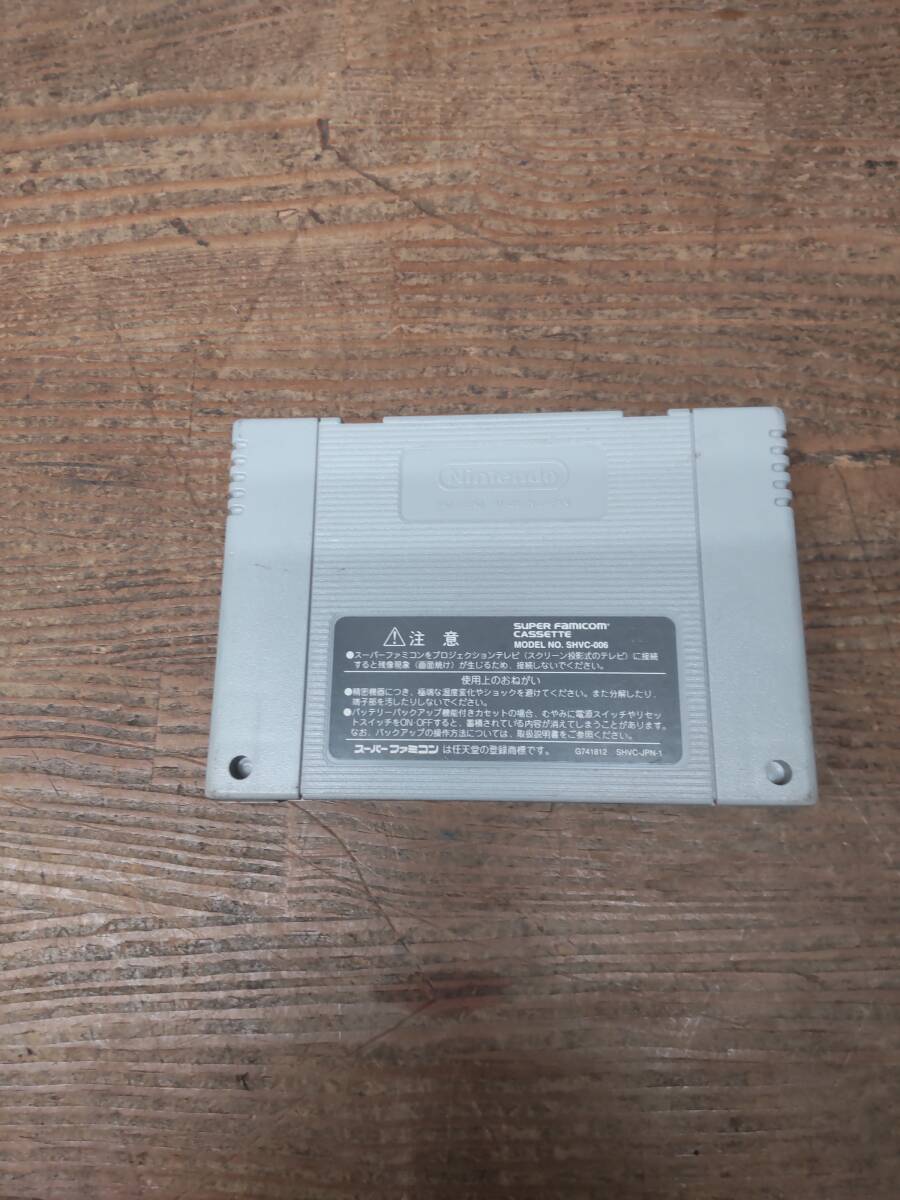 Nintendo
注意
SUPER FAMICOM
CASSETTE
MODEL NO. SHVC-006
●スーパーファミコンをプロジェクションテレビ（スクリーン投影式のテレビ）に接続
すると残像現象（画面焼け）が生じるため、接続しないでください。
使用上のおねがい
●精密機器につき、極端な温度変化やショックを避けてください。また分解したり、
端子部を汚したりしないでください。
●バッテリーバックアップ機能付きカセットの場合、むやみに電源スイッチやリセッ
トスイッチをON-OFFすると、蓄積されている内容が消えてしまうことがあります。
なお、バックアップの操作方法については、取扱説明書をご参照ください。
スーパーファミコン は任天堂の登録商標です。
G741812 SHVC-JPN-1